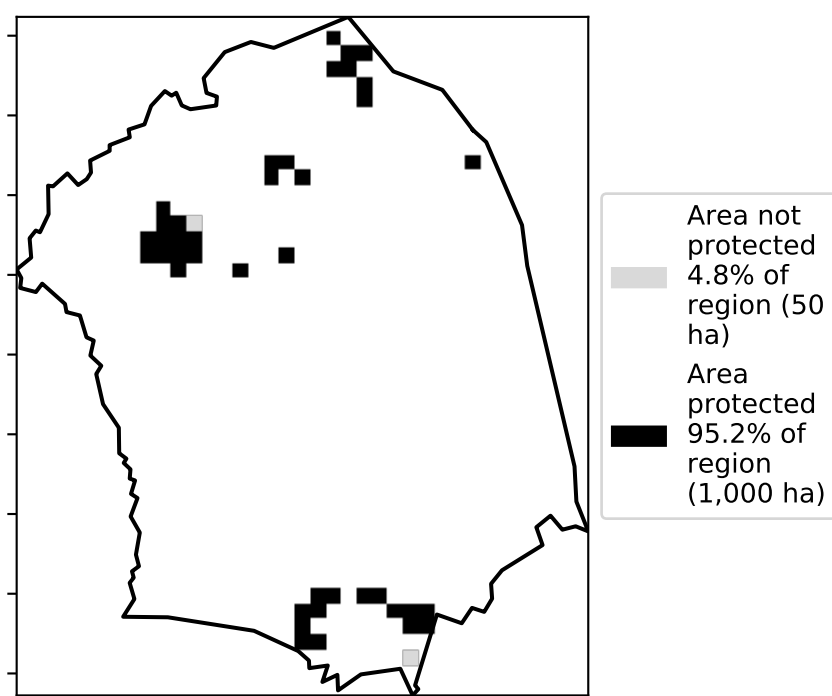 Area not
protected
4.8% of
region (50
ha)
Area
protected
95.2% of
region
(1,000 ha)